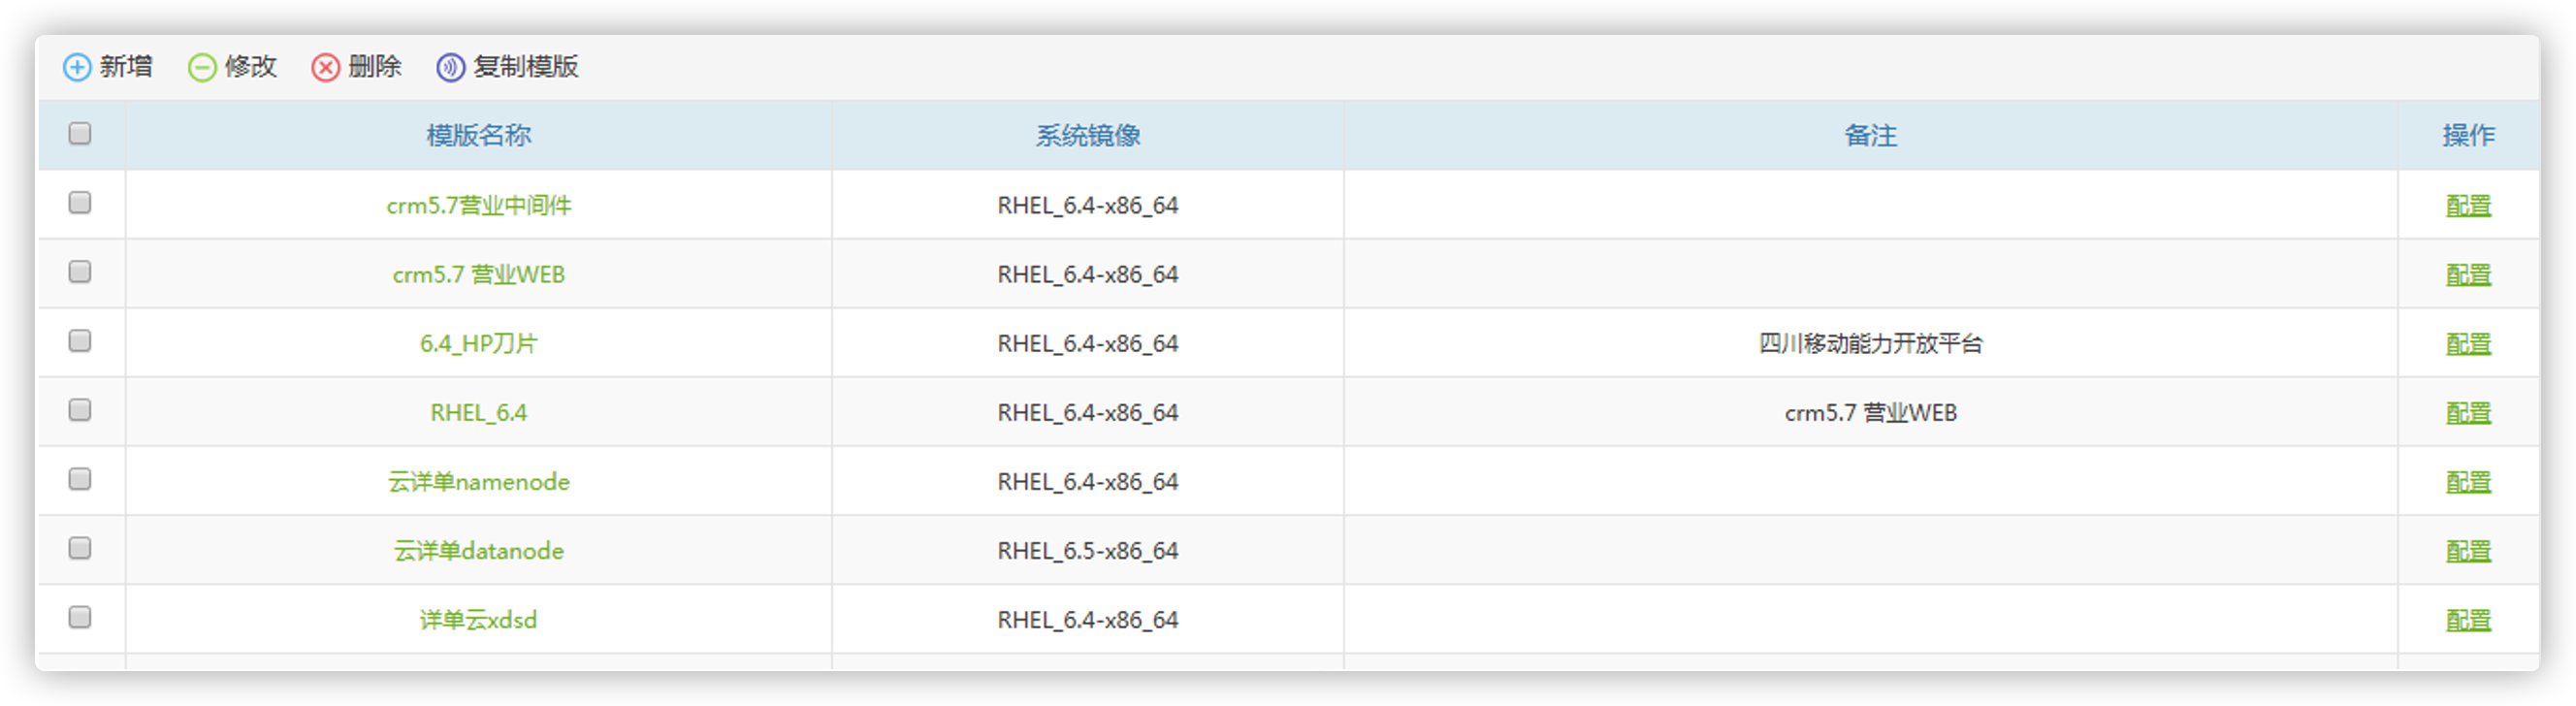 新增 修改 删除 复制模版
模版名称 系统镜像 备注 操作
crm5.7营业中间件 RHEL_6.4-x86_64 配置
crm5.7 营业WEB RHEL_6.4-x86_64 配置
6.4_HP刀片 RHEL_6.4-x86_64 四川移动能力开放平台 配置
RHEL_6.4 RHEL_6.4-x86_64 crm5.7 营业WEB 配置
云详单namenode RHEL_6.4-x86_64 配置
云详单datanode RHEL_6.5-x86_64 配置
详单云xdsd RHEL_6.4-x86_64 配置